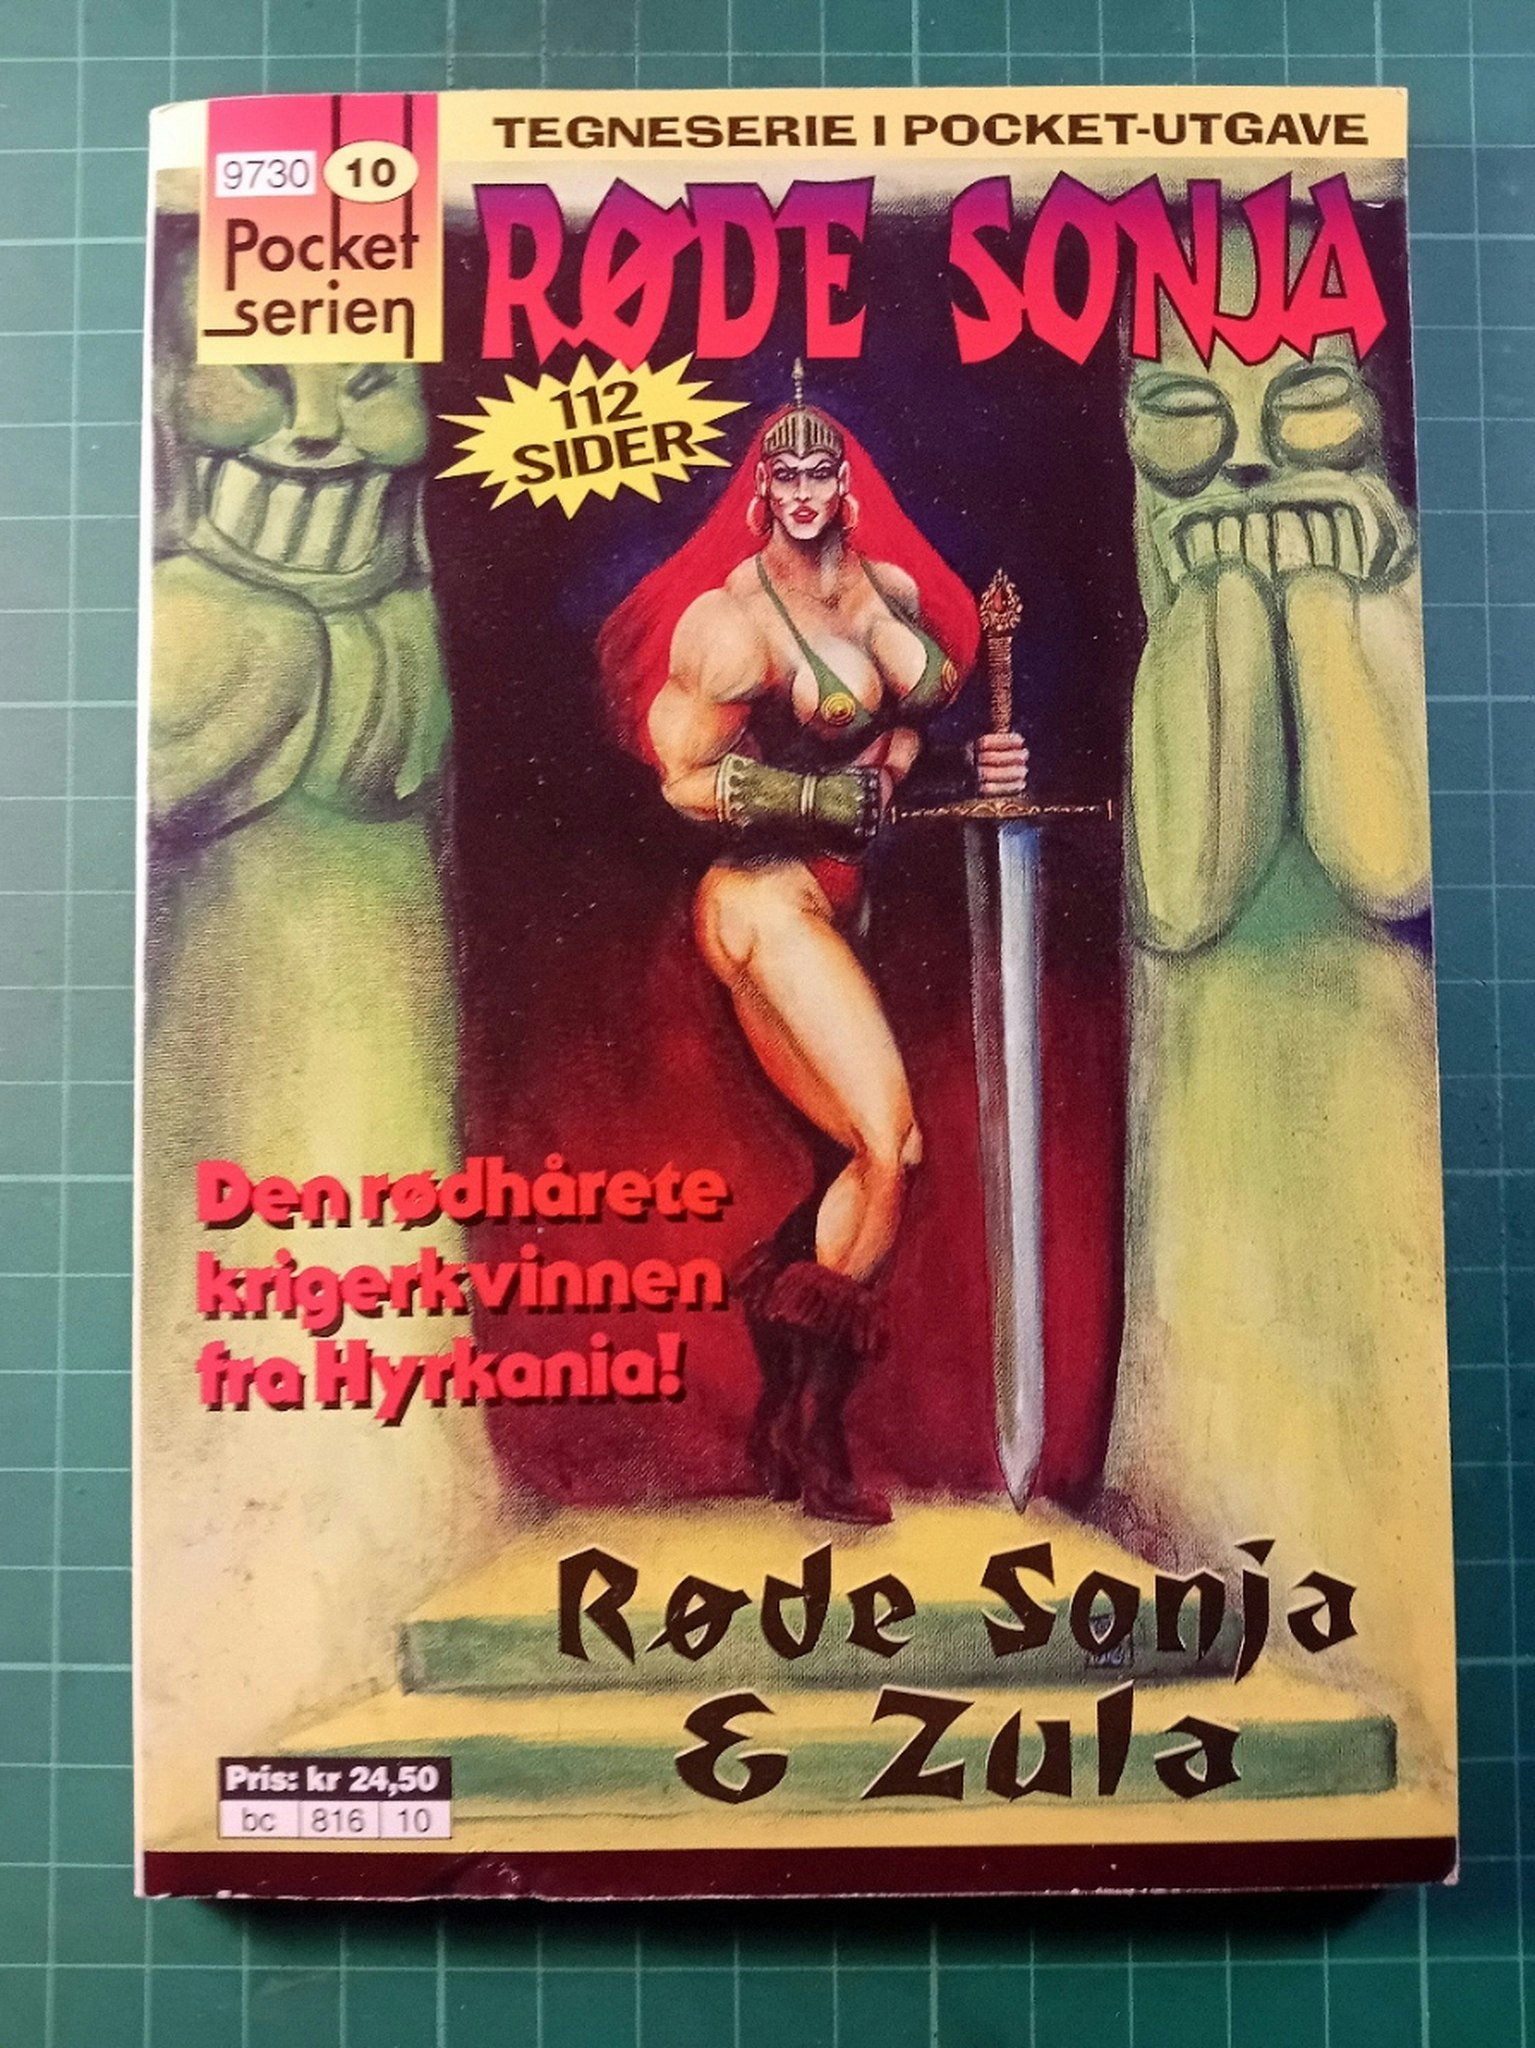 TEGNESERIE I POCKET-UTGAVE
9730 10
Pocket
serien
RØDE SONJA
112
SIDER
Den rødhårete
krigerkvinnen
fra Hyrkania!
Røde Sonja
& Zula
Pris: kr 24,50
bc 816 10